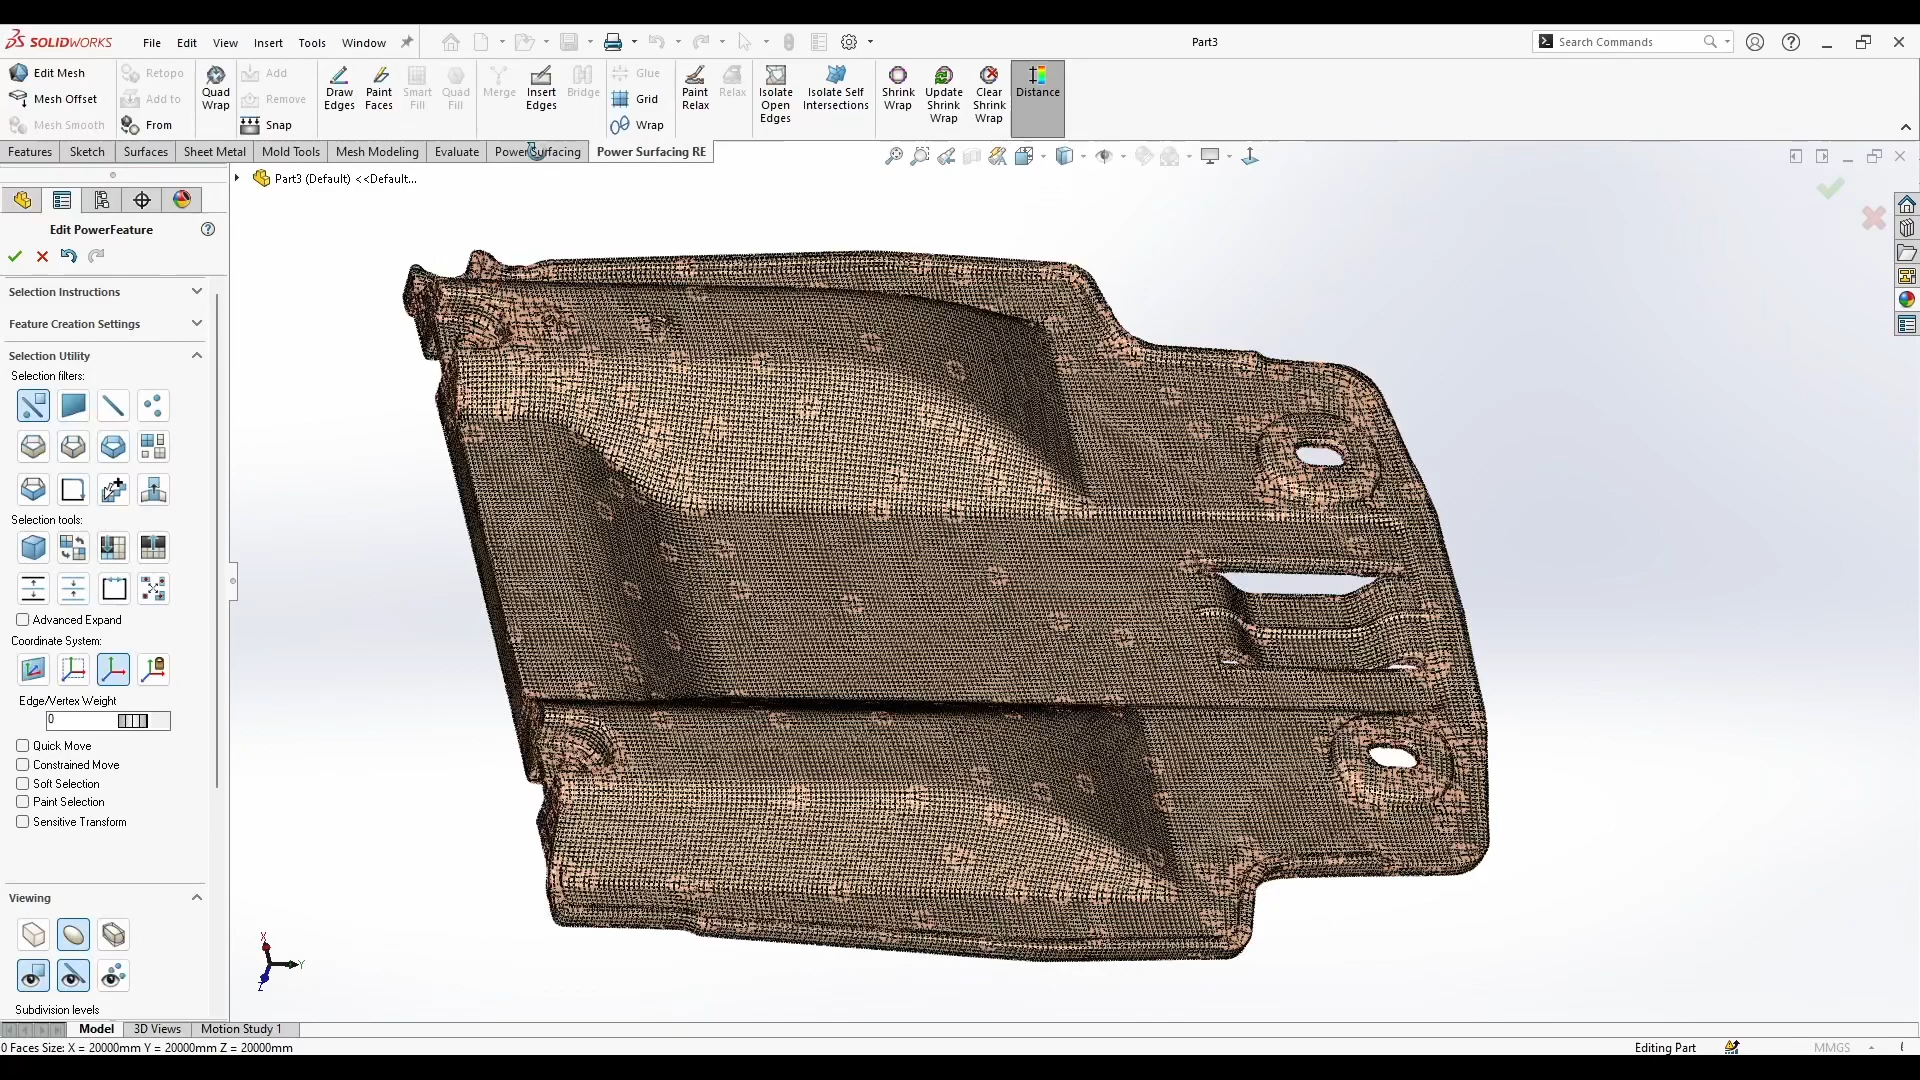 SOLIDWORKS File Edit View Insert Tools Window Part3 Search Commands
Edit Mesh Retopo Add Glue
Mesh Offset Add to Remove Grid
Mesh Smooth From Snap Wrap
Quad Wrap
Draw Edges
Paint Faces
Smart Fill
Quad Fill
Merge
Insert Edges
Bridge
Paint Relax
Relax
Isolate Open Edges
Isolate Self Intersections
Shrink Wrap
Update Shrink Wrap
Clear Shrink Wrap
Distance
Features Sketch Surfaces Sheet Metal Mold Tools Mesh Modeling Evaluate Power Surfacing Power Surfacing RE
Part3 (Default) <<Default...
Edit PowerFeature
Selection Instructions
Feature Creation Settings
Selection Utility
Selection filters:
Selection tools:
Advanced Expand
Coordinate System:
Edge/Vertex Weight
0
Quick Move
Constrained Move
Soft Selection
Paint Selection
Sensitive Transform
Viewing
X
Y
Z
Subdivision levels
Model 3D Views Motion Study 1
0 Faces Size: X = 20000mm Y = 20000mm Z = 20000mm Editing Part MMGS